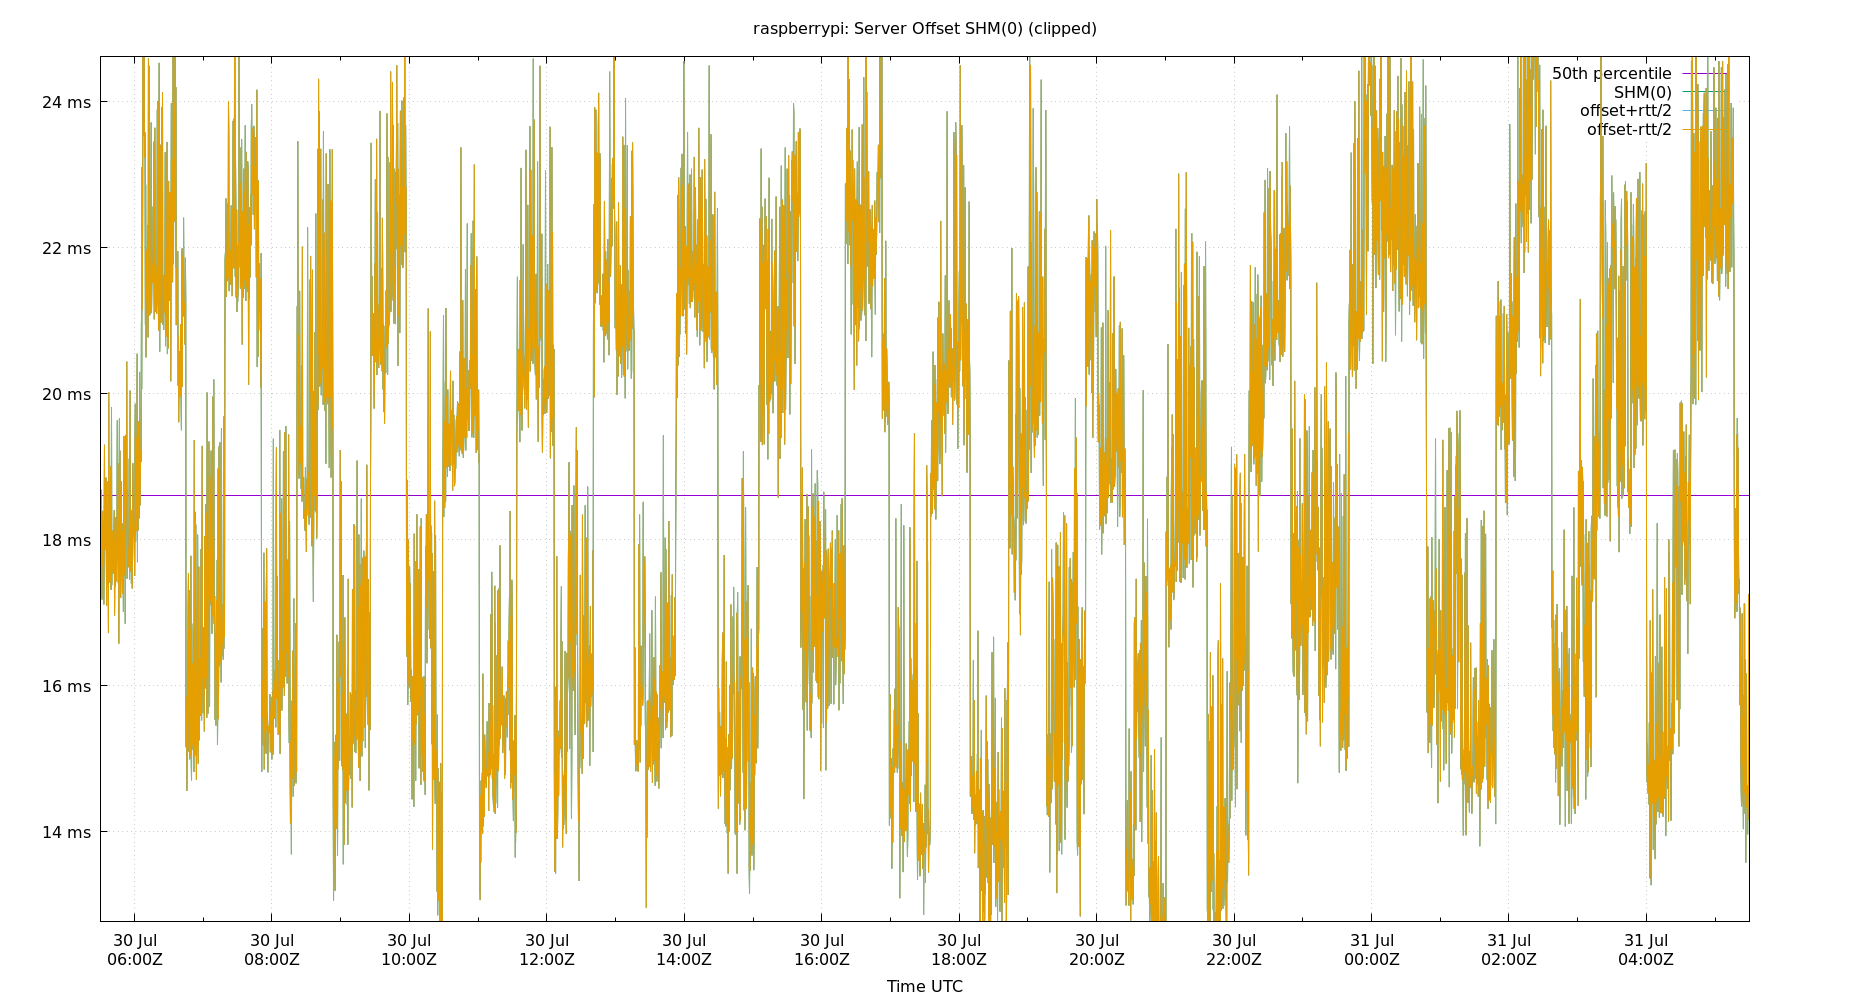 raspberrypi: Server Offset SHM(0) (clipped)
50th percentile
SHM(0)
offset+rtt/2
offset-rtt/2
24 ms
22 ms
20 ms
18 ms
16 ms
14 ms
30 Jul 30 Jul 30 Jul 30 Jul 30 Jul 30 Jul 30 Jul 30 Jul 30 Jul 31 Jul 31 Jul 31 Jul
06:00Z 08:00Z 10:00Z 12:00Z 14:00Z 16:00Z 18:00Z 20:00Z 22:00Z 00:00Z 02:00Z 04:00Z
Time UTC